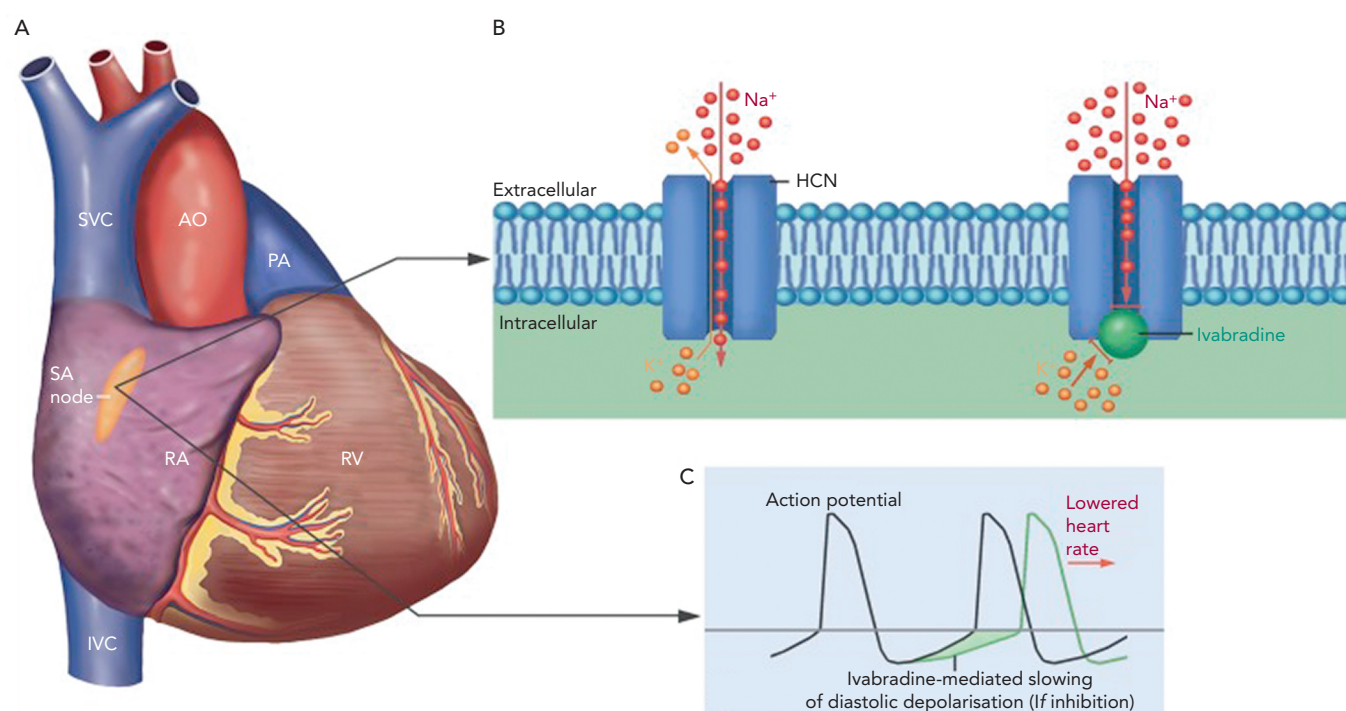 A
SVC
AO
PA
SA
node
RA
RV
IVC
B
Na⁺
Na⁺
HCN
Extracellular
Intracellular
K⁺
Ivabradine
K
C
Action potential
Lowered
heart
rate
Ivabradine-mediated slowing
of diastolic depolarisation (If inhibition)